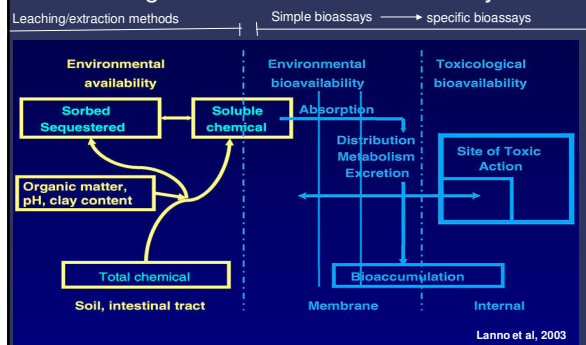 Leaching/extraction methods
Simple bioassays → specific bioassays
Environmental
availability
Environmental
bioavailability
Toxicological
bioavailability
Sorbed
Sequestered
Soluble
chemical
Absorption
Distribution
Metabolism
Excretion
Site of Toxic
Action
Organic matter,
pH, clay content
Total chemical
Bioaccumulation
Soil, intestinal tract
Membrane
Internal
Lanno et al, 2003